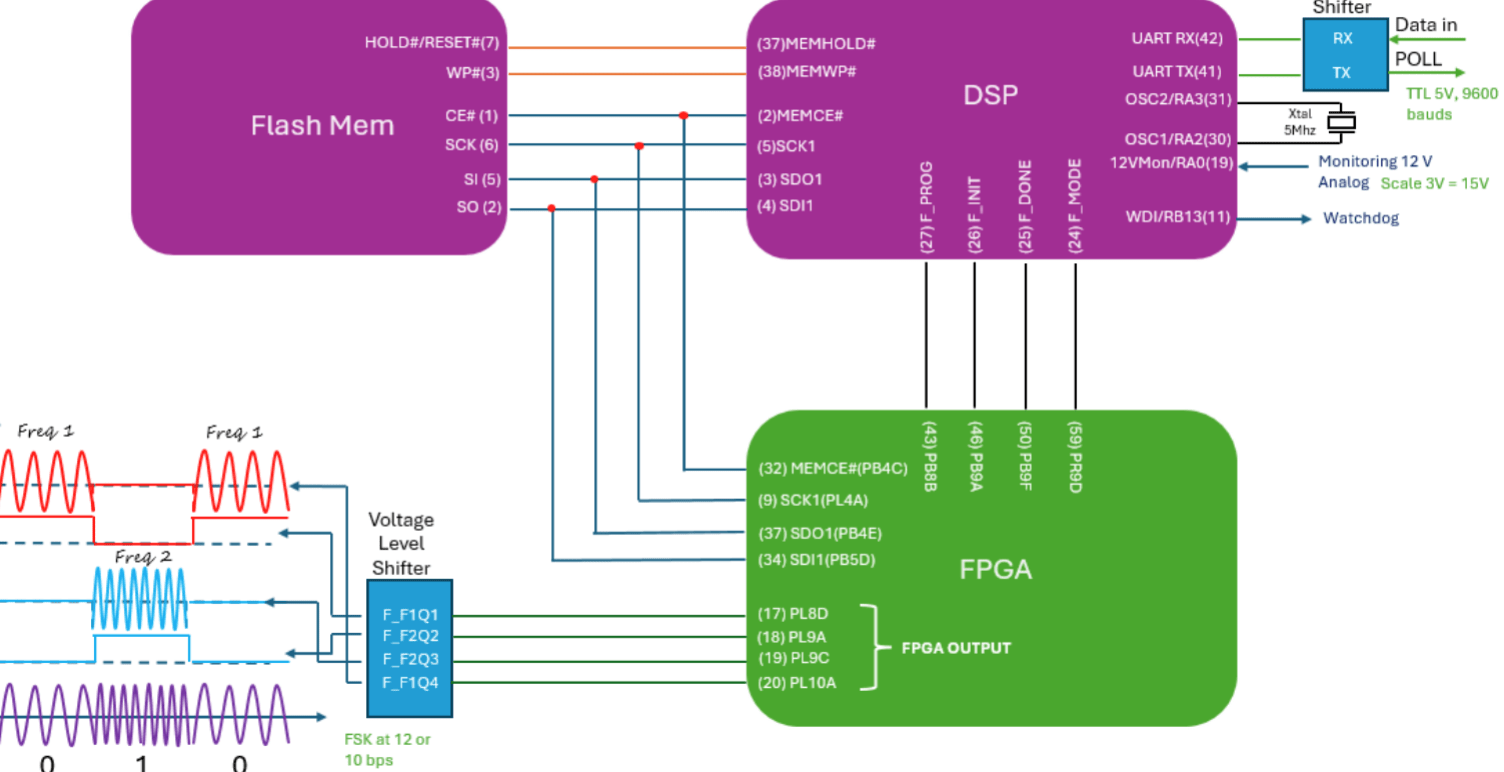 Shifter
HOLD#/RESET#(7)
WP#(3)
CE# (1)
SCK (6)
SI (5)
SO (2)
Flash Mem
(37)MEMHOLD#
(38)MEMWP#
(2)MEMCE#
(5)SCK1
(3) SDO1
(4) SDI1
DSP
UART RX(42)
UART TX(41)
OSC2/RA3(31)
OSC1/RA2(30)
12VMon/RA0(19)
WDI/RB13(11)
(27) F_PROG
(26) F_INIT
(25) F_DONE
(24) F_MODE
RX
TX
Data in
POLL
TTL 5V, 9600
bauds
Xtal
5Mhz
Monitoring 12 V
Analog Scale 3V = 15V
Watchdog
(43) PB8B
(46) PB9A
(50) PB9F
(59) PR9D
(32) MEMCE#(PB4C)
(9) SCK1(PL4A)
(37) SDO1(PB4E)
(34) SDI1(PB5D)
FPGA
(17) PL8D
(18) PL9A
(19) PL9C
(20) PL10A
FPGA OUTPUT
Voltage
Level
Shifter
F_F1Q1
F_F2Q2
F_F2Q3
F_F1Q4
FSK at 12 or
10 bps
Freq 1
Freq 1
Freq 2
0 1 0